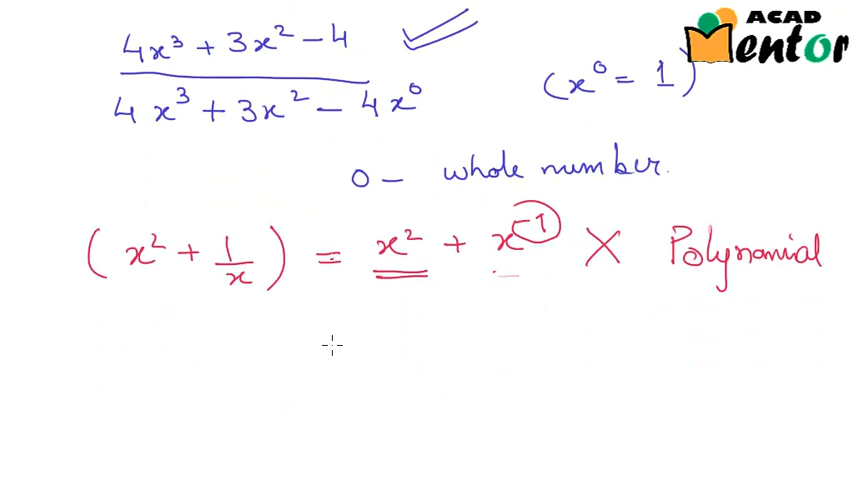 ACAD
Mentor
4x³ + 3x² - 4
4x³ + 3x² - 4x⁰
(x⁰ = 1)
0 - whole number.
(x² + 1/x) = x² + x⁻¹ × Polynomial